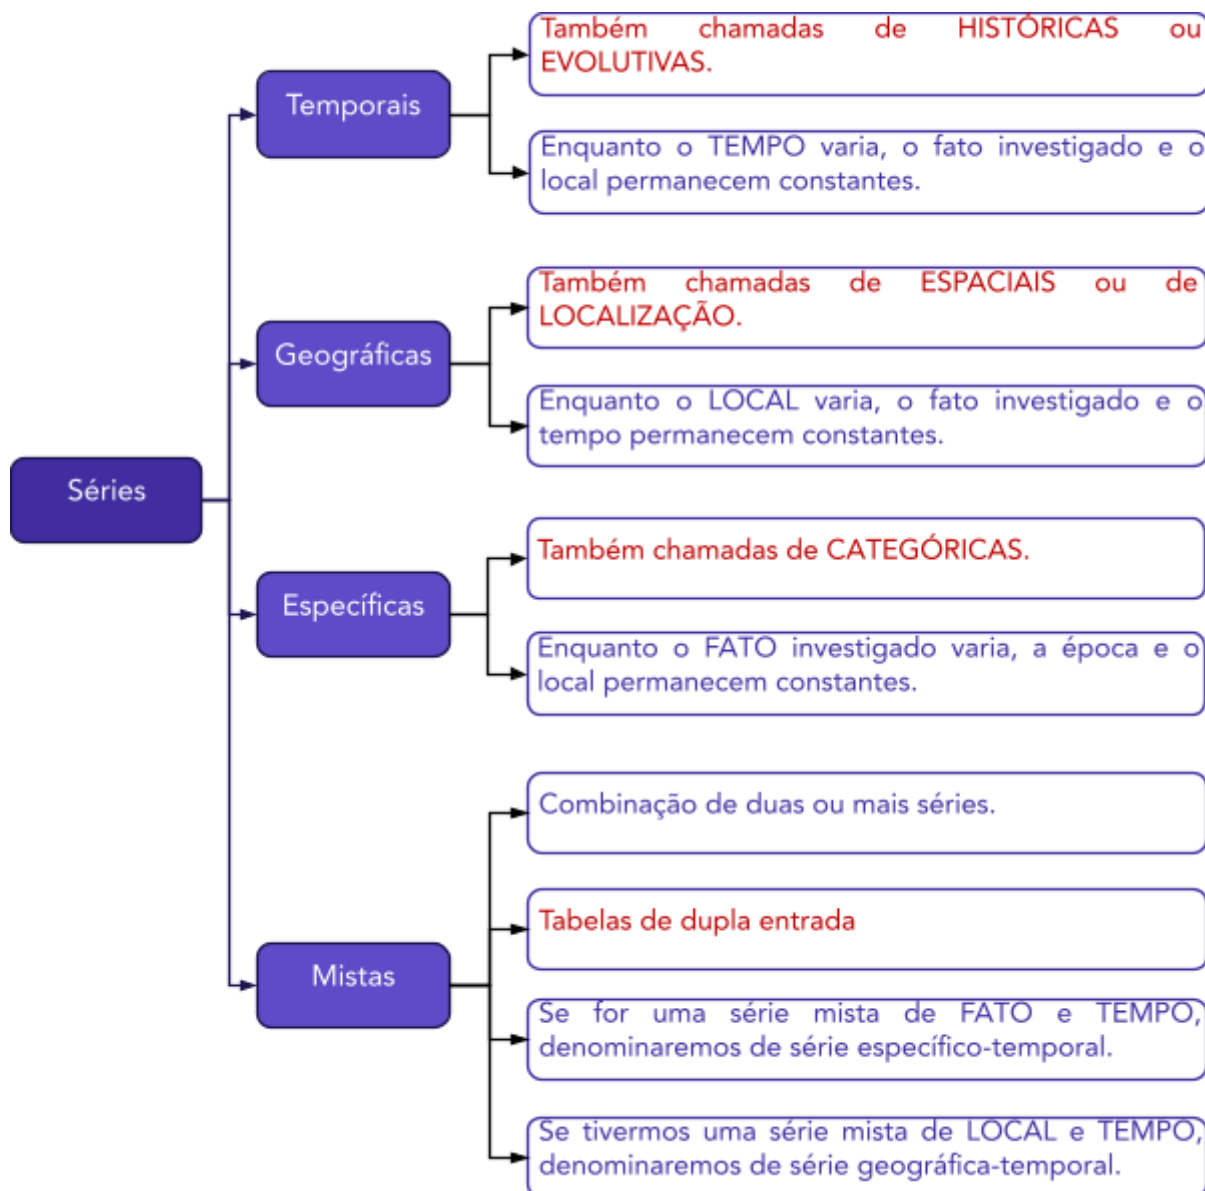 Séries
Temporais
Também chamadas de HISTÓRICAS ou
EVOLUTIVAS.
Enquanto o TEMPO varia, o fato investigado e o
local permanecem constantes.
Geográficas
Também chamadas de ESPACIAIS ou de
LOCALIZAÇÃO.
Enquanto o LOCAL varia, o fato investigado e o
tempo permanecem constantes.
Específicas
Também chamadas de CATEGÓRICAS.
Enquanto o FATO investigado varia, a época e o
local permanecem constantes.
Mistas
Combinação de duas ou mais séries.
Tabelas de dupla entrada
Se for uma série mista de FATO e TEMPO,
denominaremos de série específico-temporal.
Se tivermos uma série mista de LOCAL e TEMPO,
denominaremos de série geográfica-temporal.